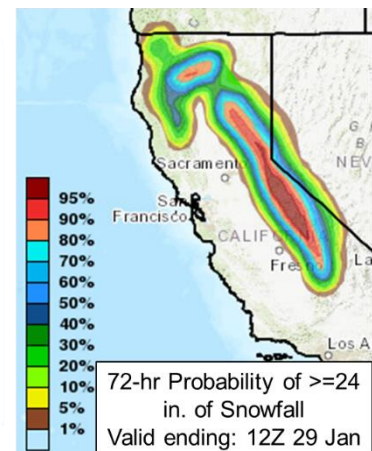 Sacramento
San
Francisco
CALIF
Fresno
NEV
La
Los A
95%
90%
80%
70%
60%
50%
40%
30%
20%
10%
5%
1%
72-hr Probability of >=24
in. of Snowfall
Valid ending: 12Z 29 Jan